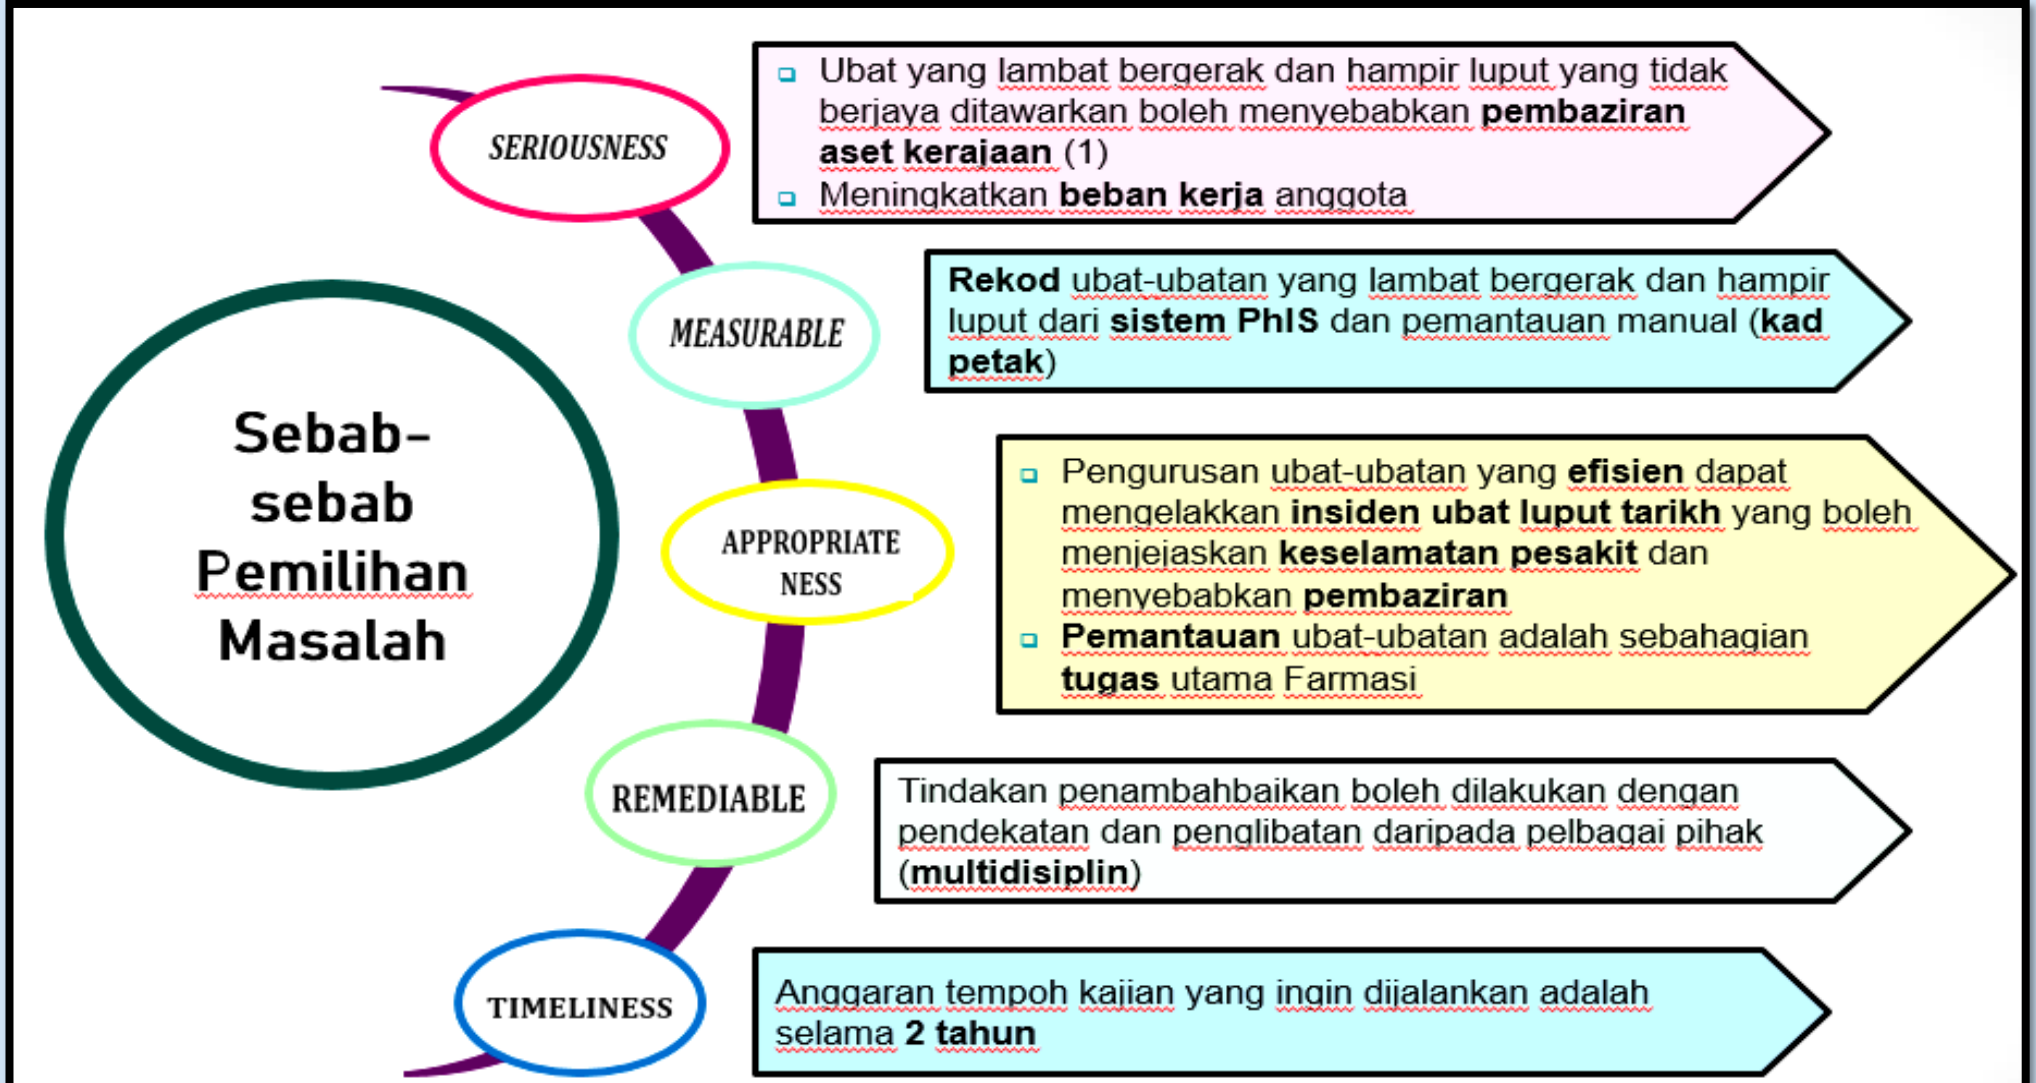 Sebab-
sebab
Pemilihan
Masalah
SERIOUSNESS
Ubat yang lambat bergerak dan hampir luput yang tidak
berjaya ditawarkan boleh menyebabkan pembaziran
aset kerajaan (1)
Meningkatkan beban kerja anggota
MEASURABLE
Rekod ubat-ubatan yang lambat bergerak dan hampir
luput dari sistem PhIS dan pemantauan manual (kad
petak)
APPROPRIATE
NESS
Pengurusan ubat-ubatan yang efisien dapat
mengelakkan insiden ubat luput tarikh yang boleh
menjejaskan keselamatan pesakit dan
menyebabkan pembaziran
Pemantauan ubat-ubatan adalah sebahagian
tugas utama Farmasi
REMEDIABLE
Tindakan penambahbaikan boleh dilakukan dengan
pendekatan dan penglibatan daripada pelbagai pihak
(multidisiplin)
TIMELINESS
Anggaran tempoh kajian yang ingin dijalankan adalah
selama 2 tahun